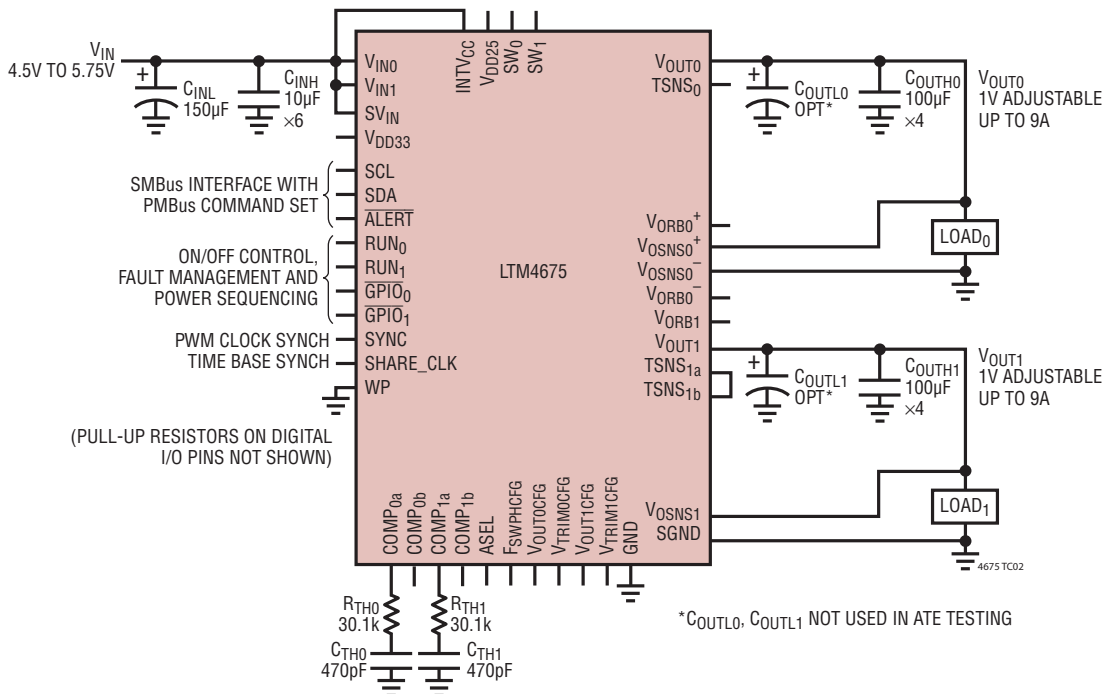 VIN
4.5V TO 5.75V
CINL
150µF
CINH
10µF
×6
INTVCC
VDD25
SW0
SW1
VIN0
VIN1
SVIN
VDD33
SCL
SDA
ALERT
RUN0
RUN1
GPIO0
GPIO1
SYNC
SHARE_CLK
WP
SMBus INTERFACE WITH
PMBus COMMAND SET
ON/OFF CONTROL,
FAULT MANAGEMENT AND
POWER SEQUENCING
PWM CLOCK SYNCH
TIME BASE SYNCH
(PULL-UP RESISTORS ON DIGITAL
I/O PINS NOT SHOWN)
LTM4675
VOUT0
TSNS0
VORB0+
VOSNS0+
VOSNS0–
VORB0–
VORB1
VOUT1
TSNS1a
TSNS1b
VOSNS1
SGND
+
COUTL0
OPT*
COUTH0
100µF
×4
VOUT0
1V ADJUSTABLE
UP TO 9A
LOAD0
+
COUTL1
OPT*
COUTH1
100µF
×4
VOUT1
1V ADJUSTABLE
UP TO 9A
LOAD1
4675 TC02
+
COMP0a
COMP0b
COMP1a
COMP1b
ASEL
FSWPHCFG
VOUT0CFG
VTRIM0CFG
VOUT1CFG
VTRIM1CFG
GND
RTH0
30.1k
RTH1
30.1k
CTH0
470pF
CTH1
470pF
*COUTL0, COUTL1 NOT USED IN ATE TESTING